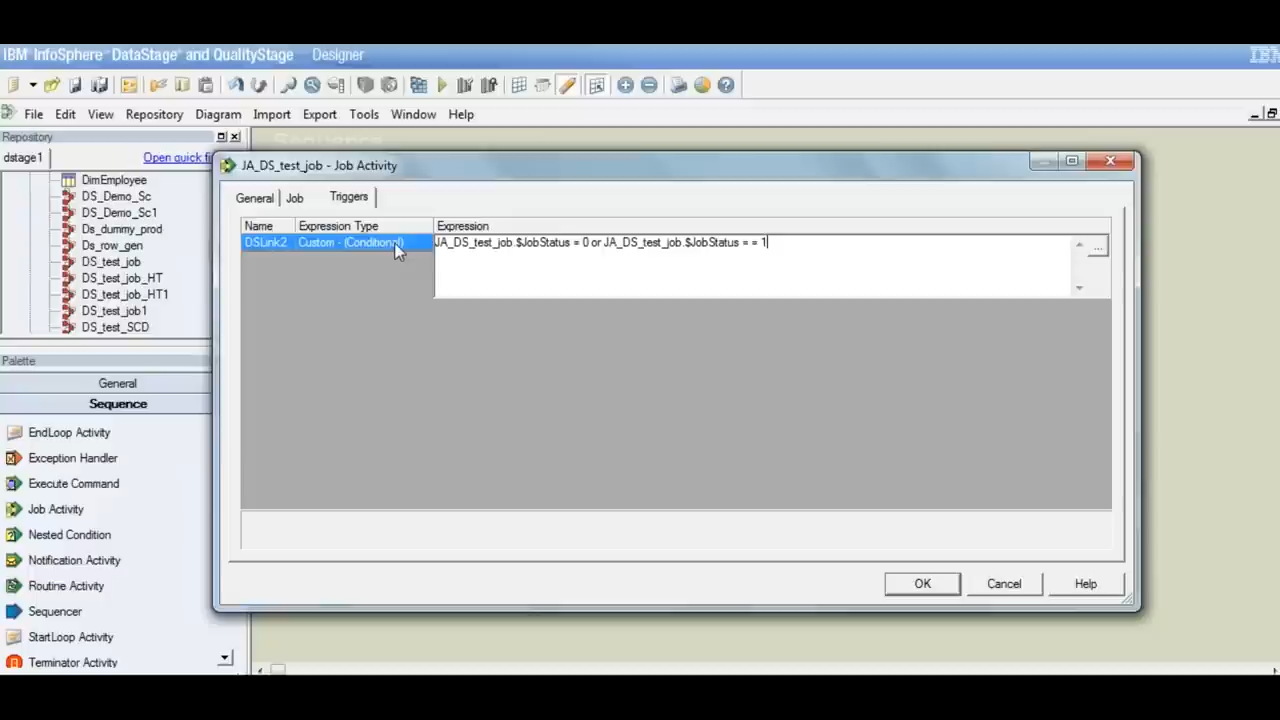 IBM InfoSphere DataStage and QualityStage Designer
IBM
File Edit View Repository Diagram Import Export Tools Window Help
Repository
dstage1
Open quick fi
DimEmployee
DS_Demo_Sc
DS_Demo_Sc1
Ds_dummy_prod
Ds_row_gen
DS_test_job
DS_test_job_HT
DS_test_job_HT1
DS_test_job1
DS_test_SCD
Palette
General
Sequence
EndLoop Activity
Exception Handler
Execute Command
Job Activity
Nested Condition
Notification Activity
Routine Activity
Sequencer
StartLoop Activity
Terminator Activity
Sequence
JA_DS_test_job - Job Activity
General Job Triggers
Name Expression Type Expression
DSLink2 Custom - (Conditional) JA_DS_test_job.$JobStatus = 0 or JA_DS_test_job.$JobStatus = = 1
...
OK Cancel Help